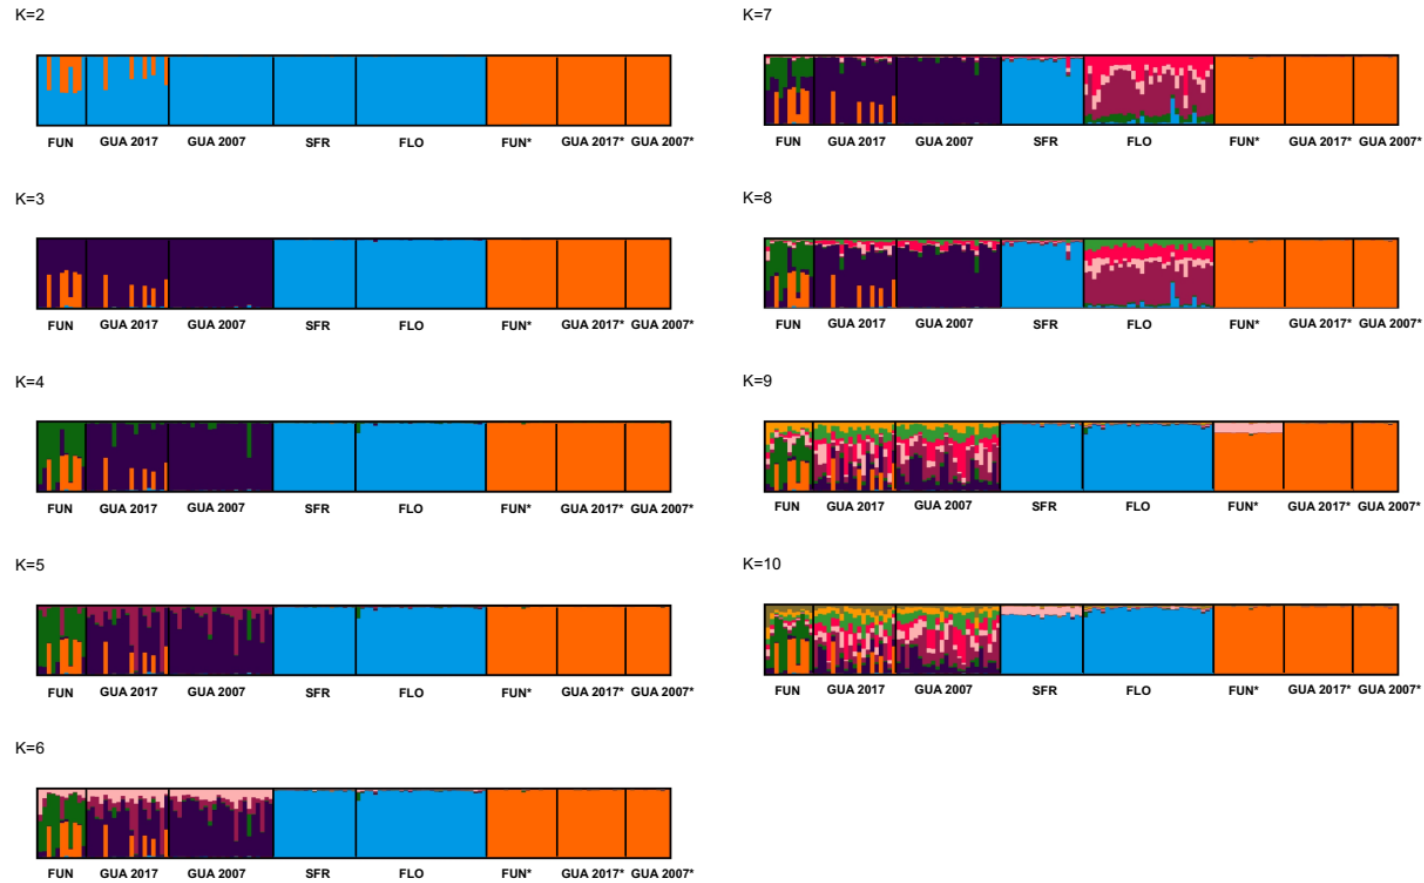 K=2
FUN GUA 2017 GUA 2007 SFR FLO FUN* GUA 2017* GUA 2007*
K=3
FUN GUA 2017 GUA 2007 SFR FLO FUN* GUA 2017* GUA 2007*
K=4
FUN GUA 2017 GUA 2007 SFR FLO FUN* GUA 2017* GUA 2007*
K=5
FUN GUA 2017 GUA 2007 SFR FLO FUN* GUA 2017* GUA 2007*
K=6
FUN GUA 2017 GUA 2007 SFR FLO FUN* GUA 2017* GUA 2007*
K=7
FUN GUA 2017 GUA 2007 SFR FLO FUN* GUA 2017* GUA 2007*
K=8
FUN GUA 2017 GUA 2007 SFR FLO FUN* GUA 2017* GUA 2007*
K=9
FUN GUA 2017 GUA 2007 SFR FLO FUN* GUA 2017* GUA 2007*
K=10
FUN GUA 2017 GUA 2007 SFR FLO FUN* GUA 2017* GUA 2007*